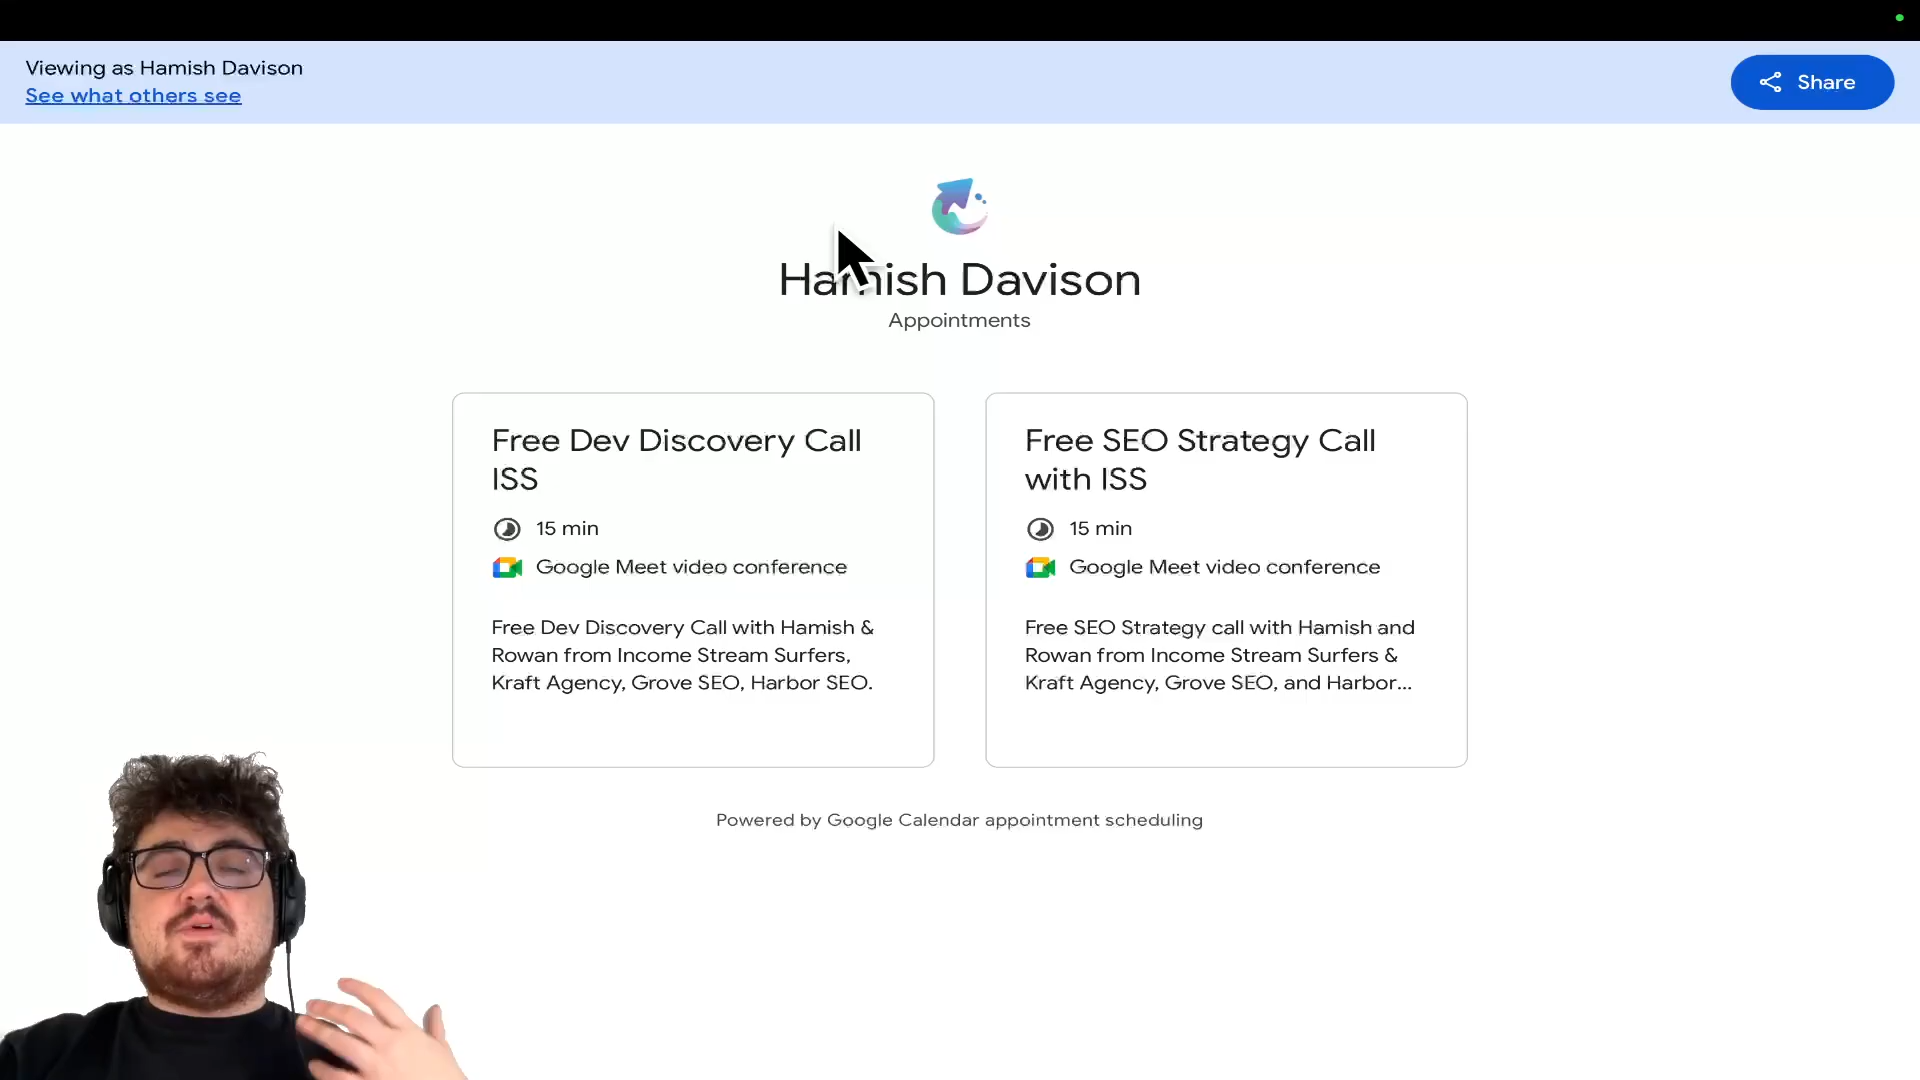 Viewing as Hamish Davison
See what others see
Share
Hamish Davison
Appointments
Free Dev Discovery Call
ISS
15 min
Google Meet video conference
Free Dev Discovery Call with Hamish &
Rowan from Income Stream Surfers,
Kraft Agency, Grove SEO, Harbor SEO.
Free SEO Strategy Call
with ISS
15 min
Google Meet video conference
Free SEO Strategy call with Hamish and
Rowan from Income Stream Surfers &
Kraft Agency, Grove SEO, and Harbor...
Powered by Google Calendar appointment scheduling